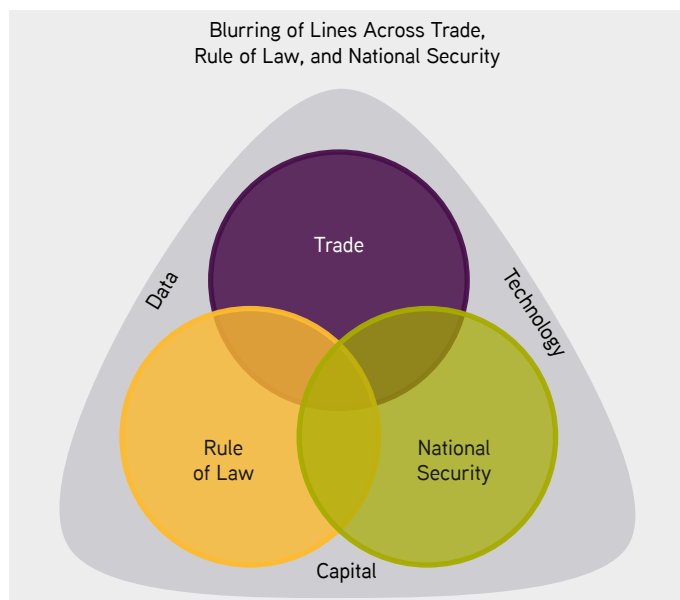 Blurring of Lines Across Trade,
Rule of Law, and National Security
Trade
Data
Technology
Rule
of Law
National
Security
Capital